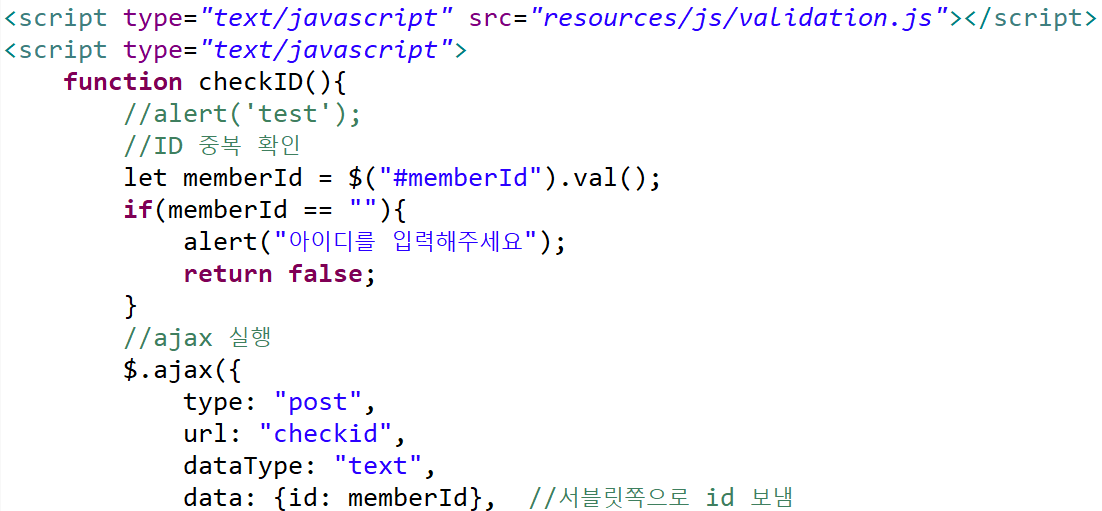 <script type="text/javascript" src="resources/js/validation.js"></script>
<script type="text/javascript">
function checkID(){
//alert('test');
//ID 중복 확인
let memberId = $("#memberId").val();
if(memberId == ""){
alert("아이디를 입력해주세요");
return false;
}
//ajax 실행
$.ajax({
type: "post",
url: "checkid",
dataType: "text",
data: {id: memberId},  //서블릿쪽으로 id 보냄